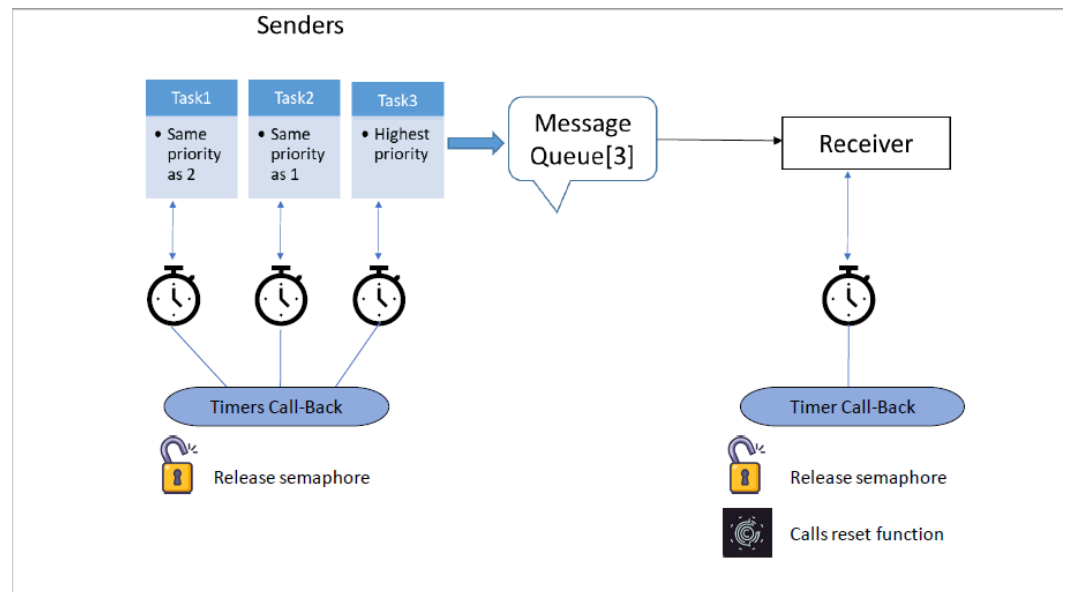 Senders
Task1
• Same
priority
as 2
Task2
• Same
priority
as 1
Task3
• Highest
priority
Message
Queue[3]
Receiver
Timers Call-Back
Release semaphore
Timer Call-Back
Release semaphore
Calls reset function